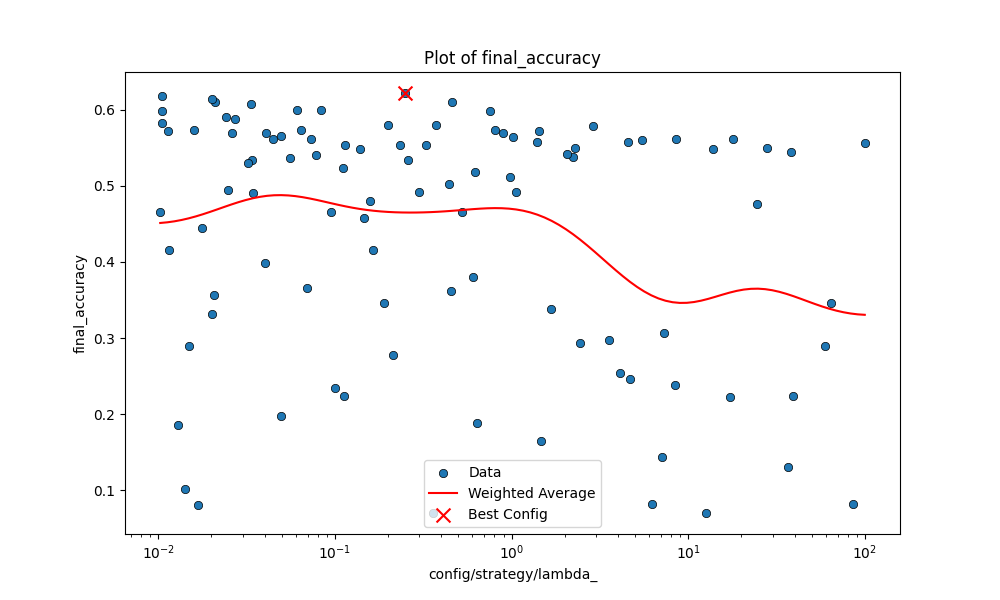 Plot of final_accuracy
final_accuracy
0.6
0.5
0.4
0.3
0.2
0.1
Data
Weighted Average
Best Config
10⁻² 10⁻¹ 10⁰ 10¹ 10²
config/strategy/lambda_